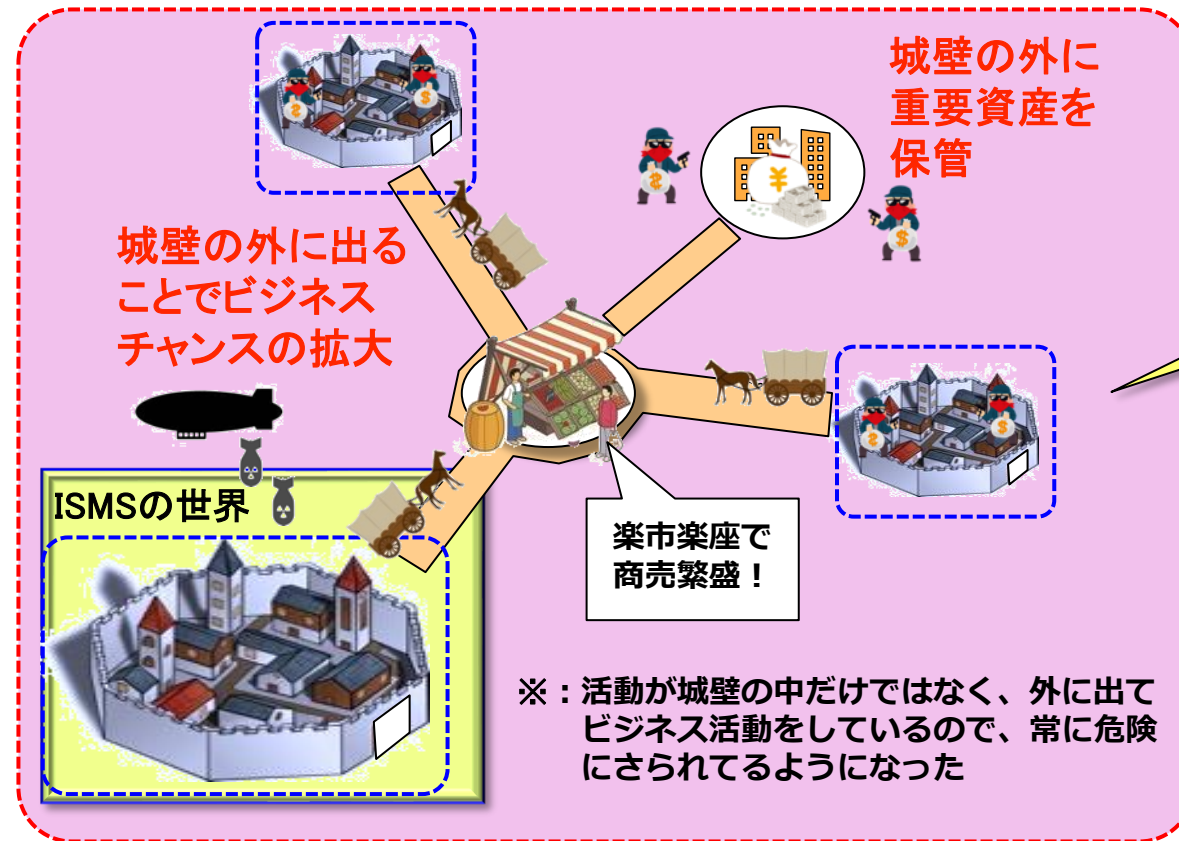 城壁の外に
重要資産を
保管
城壁の外に出る
ことでビジネス
チャンスの拡大
ISMSの世界
楽市楽座で
商売繁盛！
※：活動が城壁の中だけではなく、外に出て
ビジネス活動をしているので、常に危険
にさられてるようになった
¥
$
$
$
$
$
$